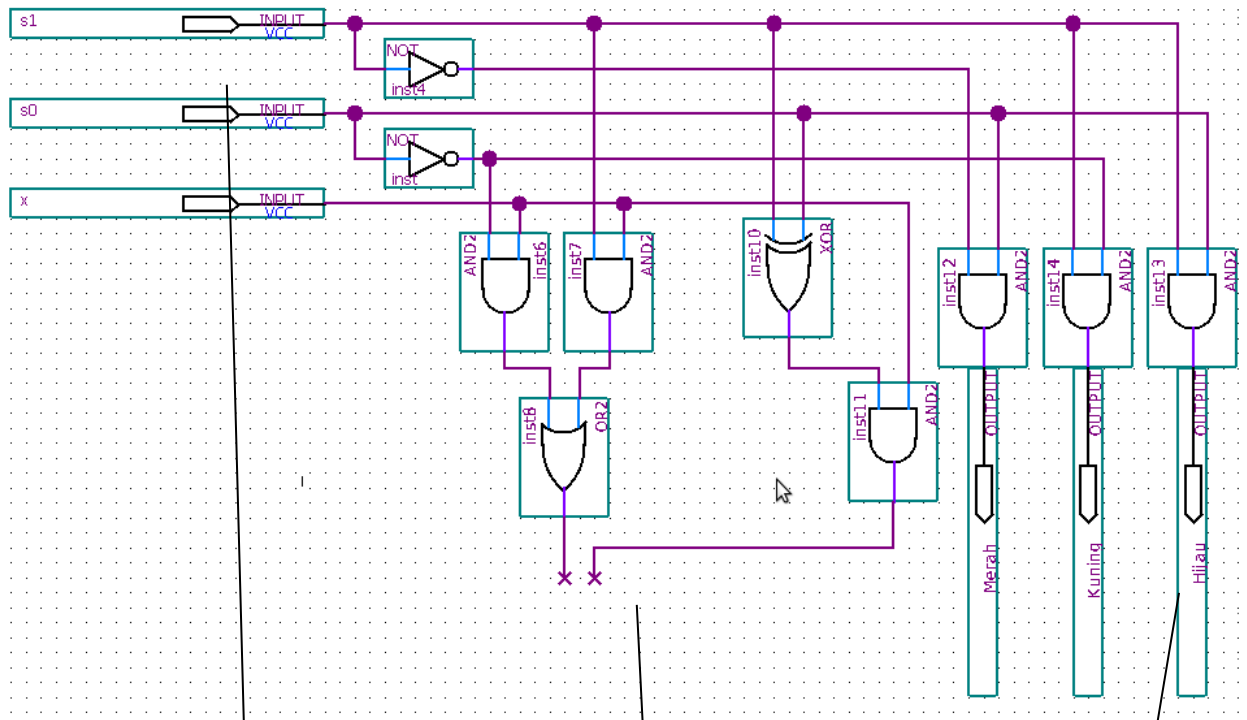 s1
INPUT
VCC
NOT
inst4
s0
INPUT
VCC
NOT
inst
x
INPUT
VCC
AND2
inst6
inst7
AND2
inst10
XOR
inst12
AND2
inst14
AND2
inst13
AND2
inst8
OR2
inst11
AND2
OUTPUT
Merah
OUTPUT
Kuning
OUTPUT
Hijau